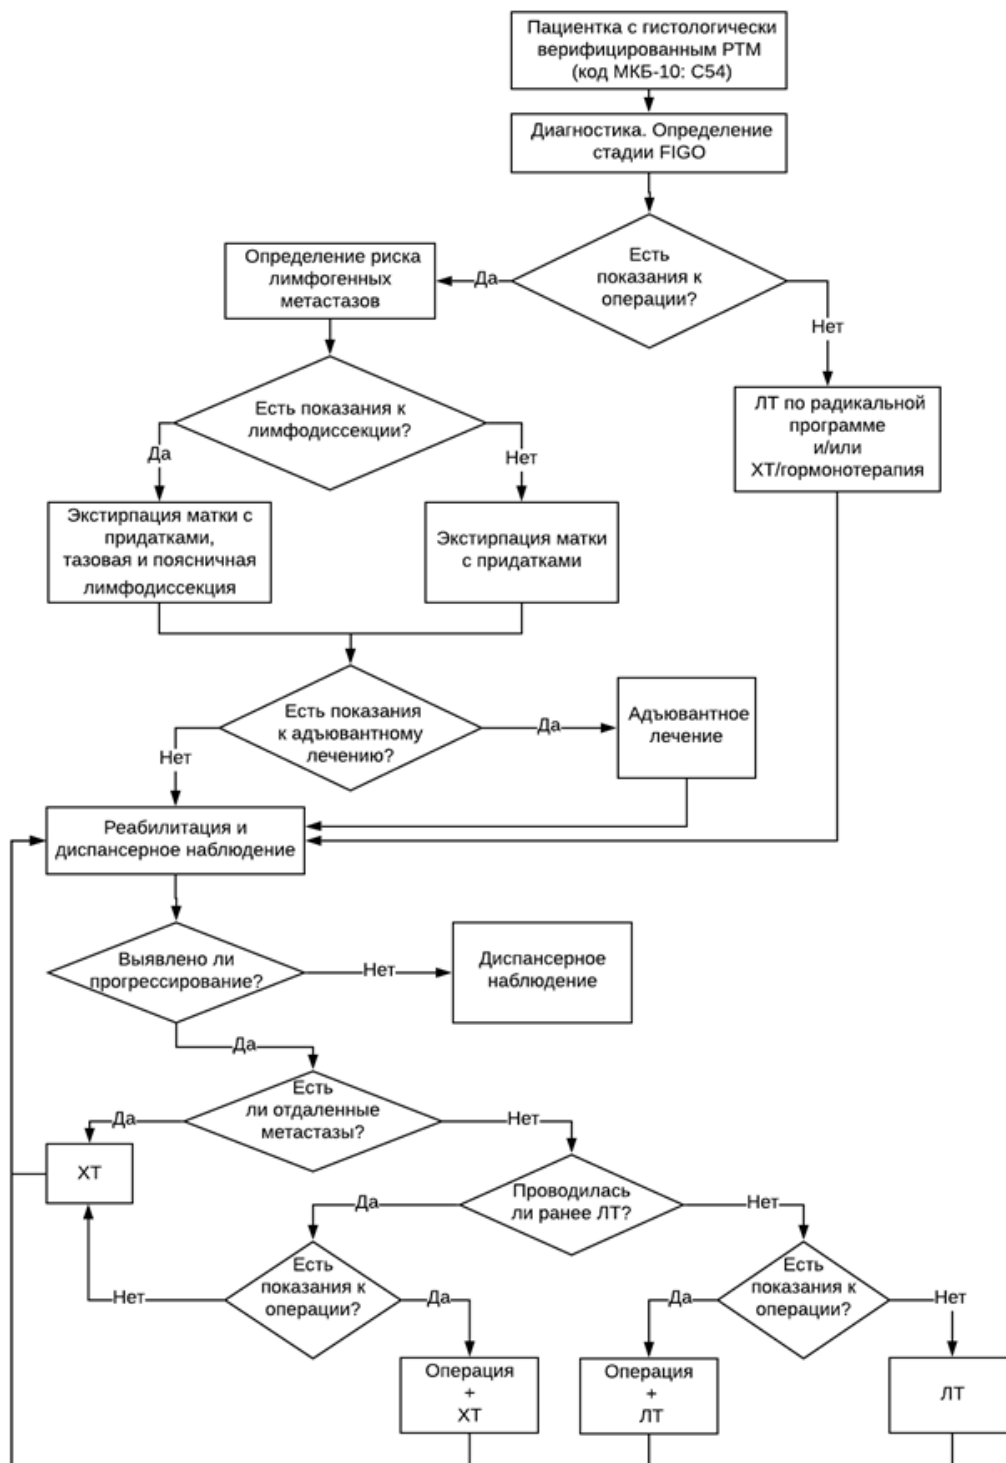 Пациентка с гистологически
верифицированным РТМ
(код МКБ-10: C54)
Диагностика. Определение
стадии FIGO
Есть
показания к
операции?
Да
Нет
Определение риска
лимфогенных
метастазов
Есть показания к
лимфодиссекции?
Да
Нет
ЛТ по радикальной
программе
и/или
ХТ/гормонотерапия
Экстирпация матки с
придатками,
тазовая и поясничная
лимфодиссекция
Экстирпация матки
с придатками
Есть показания
к адъювантному
лечению?
Да
Нет
Адъювантное
лечение
Реабилитация и
диспансерное наблюдение
Выявлено ли
прогрессирование?
Нет
Диспансерное
наблюдение
Да
Есть
ли отдаленные
метастазы?
Да
Нет
ХТ
Проводилась
ли ранее ЛТ?
Да
Нет
Есть
показания к
операции?
Нет
Да
Есть
показания к
операции?
Да
Нет
Операция
+
ХТ
Операция
+
ЛТ
ЛТ